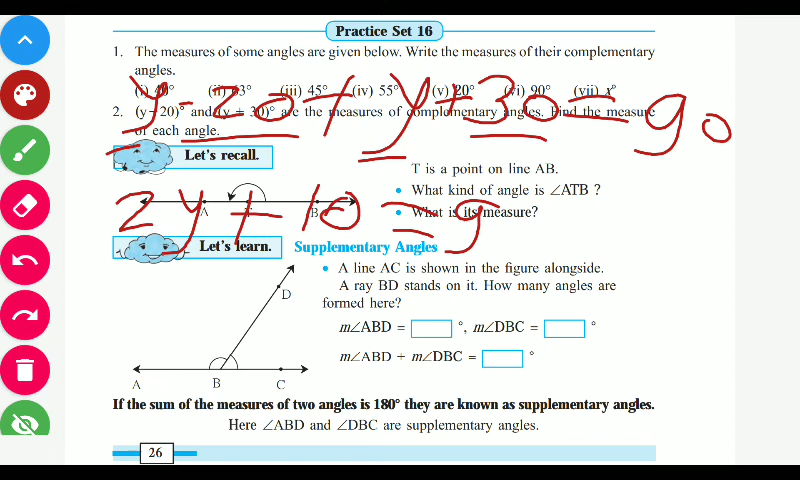 Practice Set 16
1. The measures of some angles are given below. Write the measures of their complementary
angles.
(i) 40° (ii) 63° (iii) 45° (iv) 55° (v) 20° (vi) 90° (vii) x°
y - 20 + y + 30 90
2. (y - 20)° and (y + 30)° are the measures of complementary angles. Find the measure
of each angle.
Let's recall.
T is a point on line AB.
• What kind of angle is ∠ATB ?
• What is its measure?
A T B
2y + 10 = 9
Let's learn.
Supplementary Angles
• A line AC is shown in the figure alongside.
A ray BD stands on it. How many angles are
formed here?
m∠ABD = °, m∠DBC = °
m∠ABD + m∠DBC = °
D
A B C
If the sum of the measures of two angles is 180° they are known as supplementary angles.
Here ∠ABD and ∠DBC are supplementary angles.
26